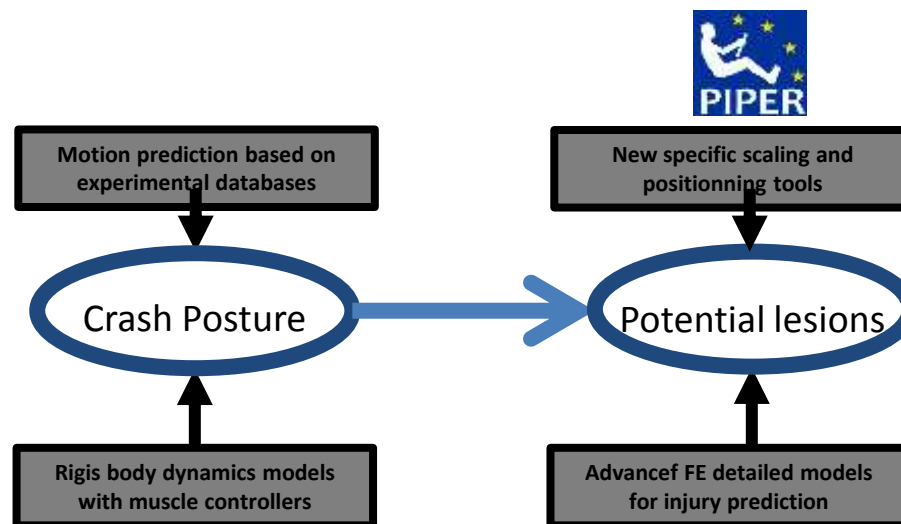 PIPER
Motion prediction based on
experimental databases
New specific scaling and
positionning tools
Crash Posture
Potential lesions
Rigis body dynamics models
with muscle controllers
Advancef FE detailed models
for injury prediction